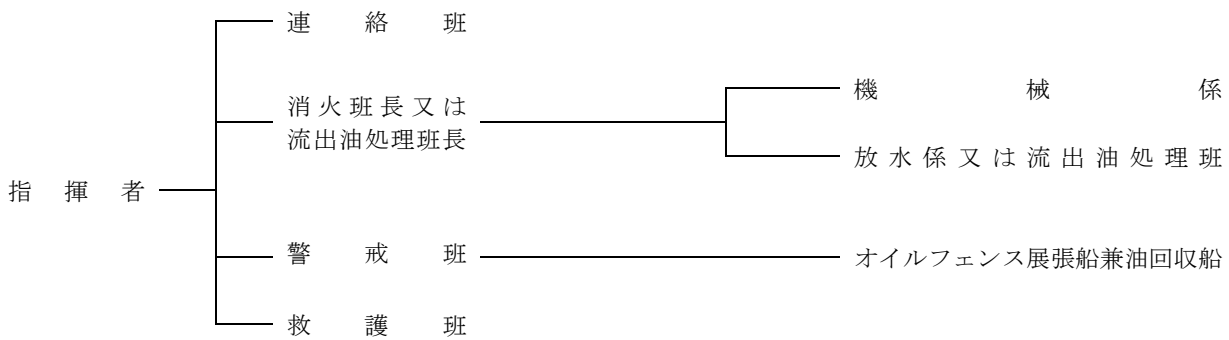 連絡班
消火班長又は
流出油処理班長
機械係
放水係又は流出油処理班
指揮者
警戒班
オイルフェンス展張船兼油回収船
救護班